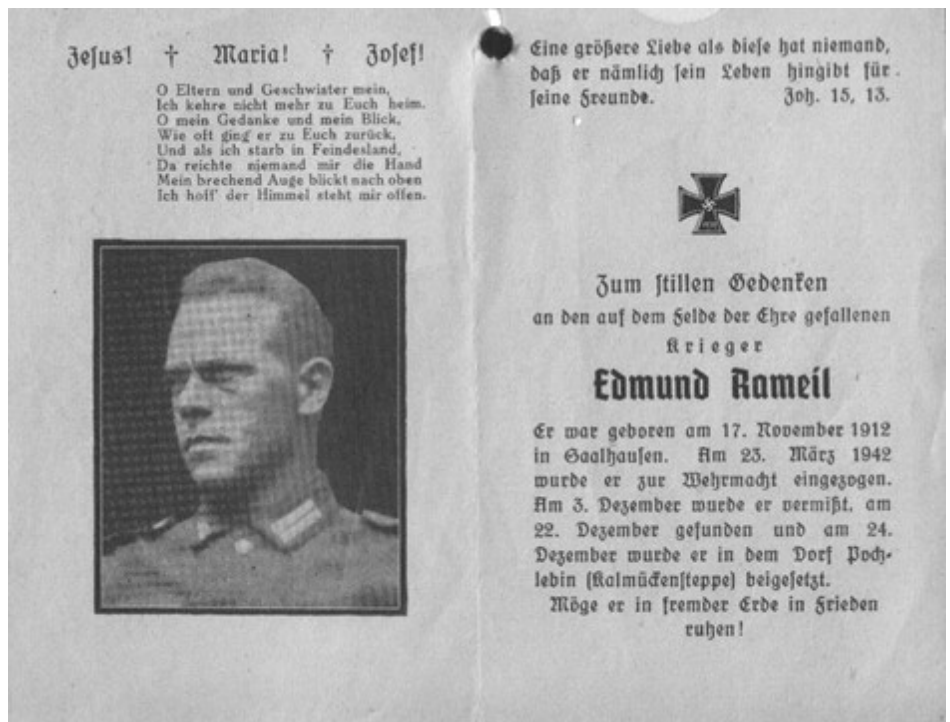 Jesus! † Maria! † Josef!
O Eltern und Geschwister mein,
Ich kehre nicht mehr zu Euch heim.
O mein Gedanke und mein Blick,
Wie oft ging er zu Euch zurück,
Und als ich starb in Feindesland,
Da reichte niemand mir die Hand
Mein brechend Auge blickt nach oben
Ich hoff' der Himmel steht mir offen.
Eine größere Liebe als diese hat niemand,
daß er nämlich sein Leben hingibt für
seine Freunde. Joh. 15, 13.
Zum stillen Gedenken
an den auf dem Felde der Ehre gefallenen
Krieger
Edmund Rameil
Er war geboren am 17. November 1912
in Saalhausen. Am 23. März 1942
wurde er zur Wehrmacht eingezogen.
Am 3. Dezember wurde er vermißt, am
22. Dezember gefunden und am 24.
Dezember wurde er in dem Dorf Poch-
lebin (Kalmückensteppe) beigesetzt.
Möge er in fremder Erde in Frieden
ruhen!